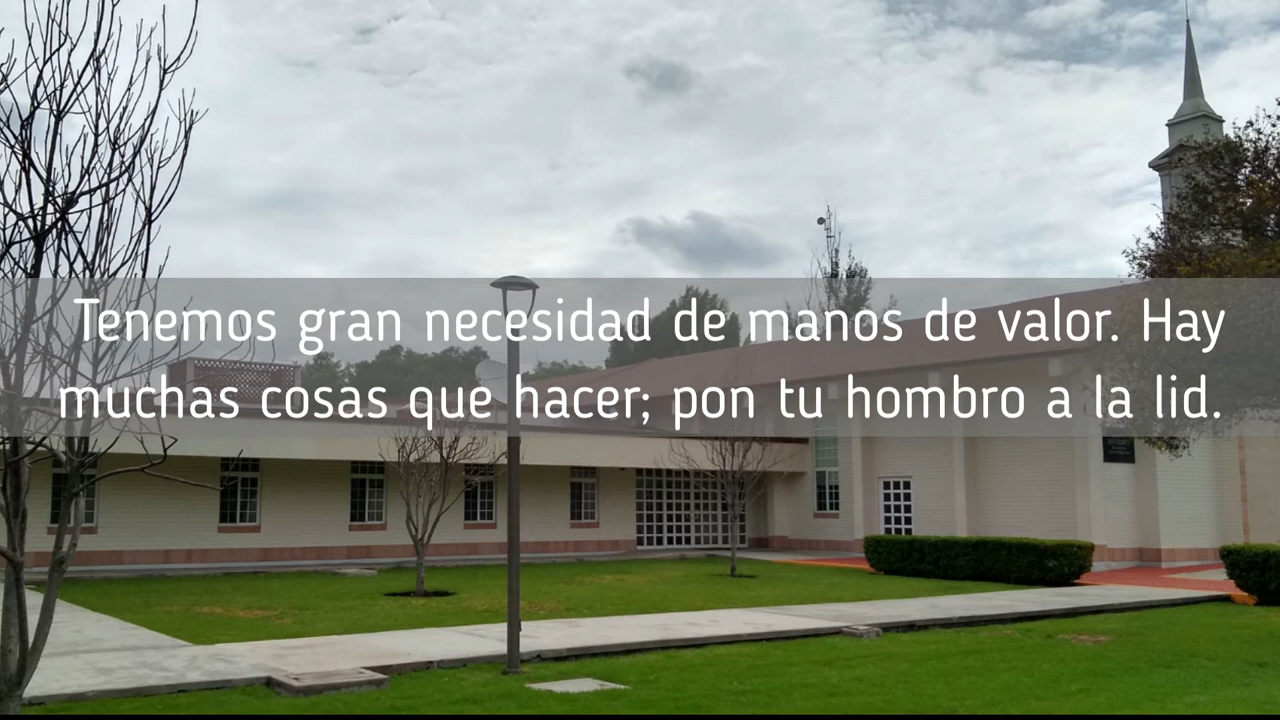 Tenemos gran necesidad de manos de valor. Hay
muchas cosas que hacer; pon tu hombro a la lid.